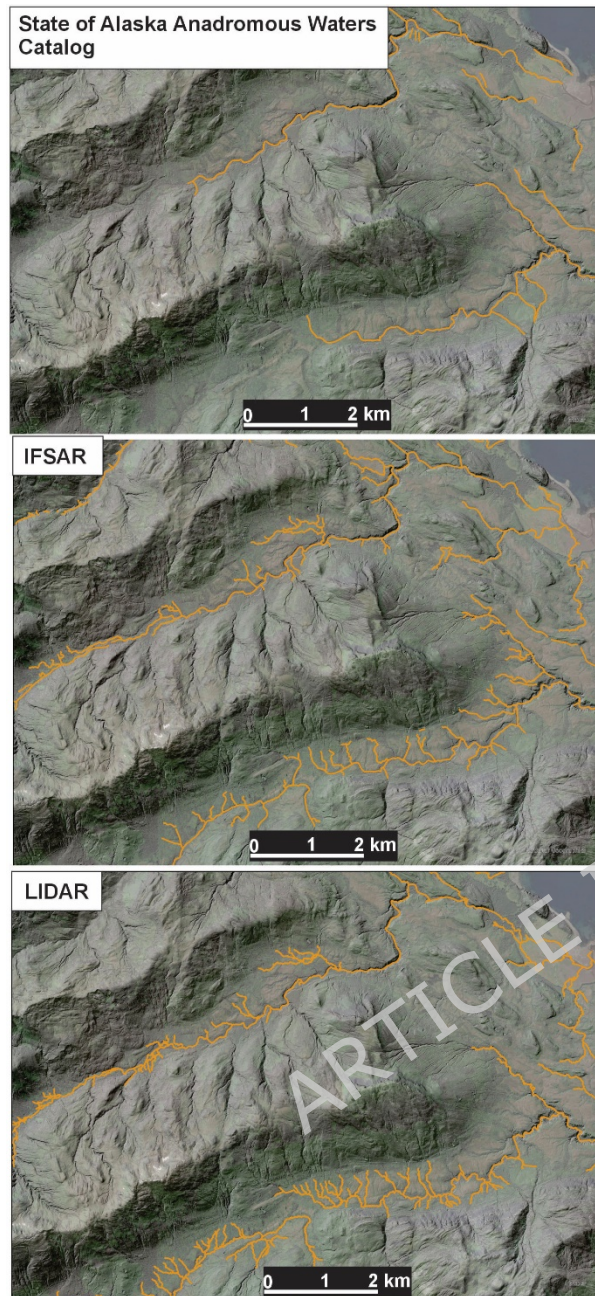 State of Alaska Anadromous Waters
Catalog
0 1 2 km
IFSAR
0 1 2 km
LIDAR
ARTICLE
0 1 2 km